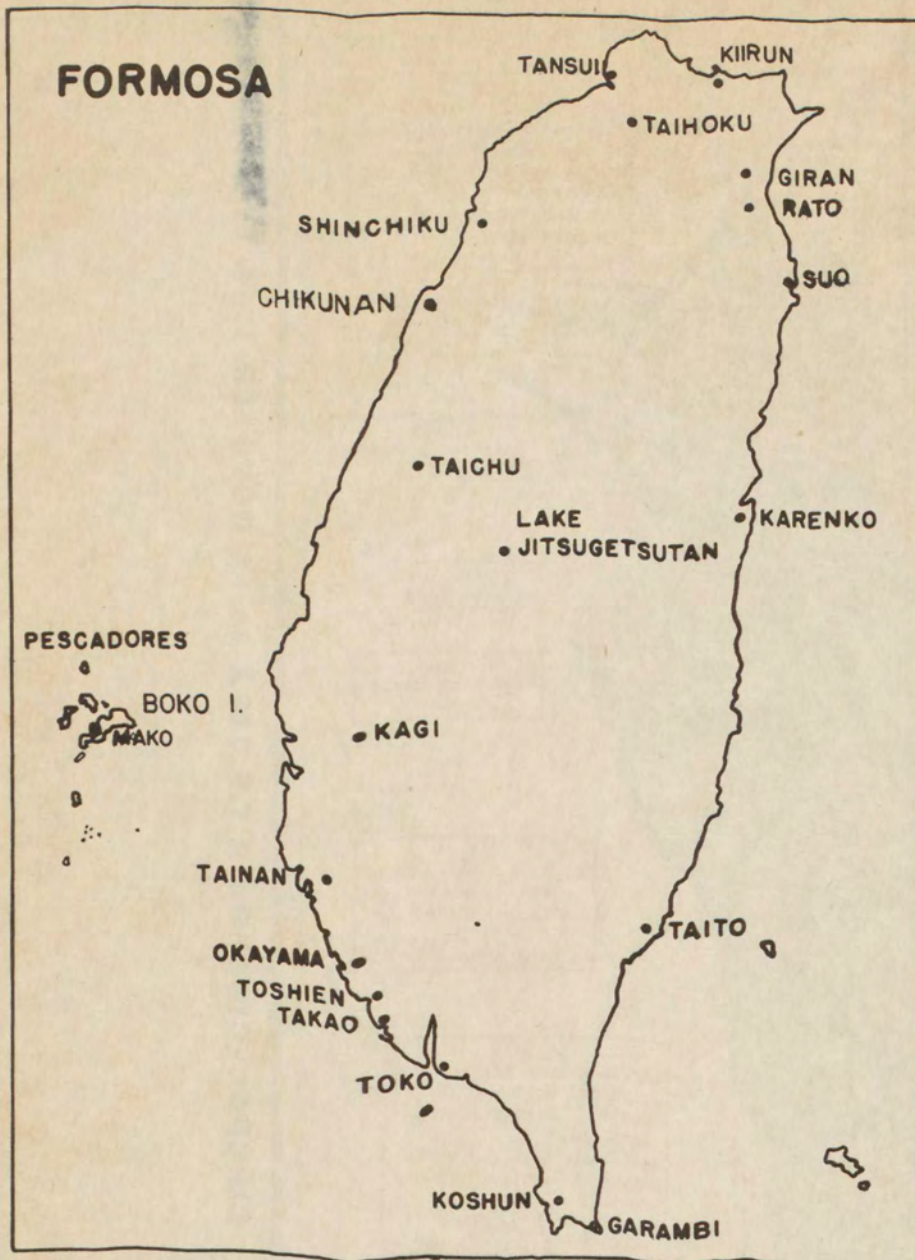 FORMOSA
TANSUI
KIIRUN
TAIHOKU
GIRAN
RATO
SHINCHIKU
SUO
CHIKUNAN
TAICHU
LAKE
JITSUGETSUTAN
KARENKO
PESCADORES
BOKO I.
MAKO
KAGI
TAINAN
TAITO
OKAYAMA
TOSHIEN
TAKAO
TOKO
KOSHUN
GARAMBI